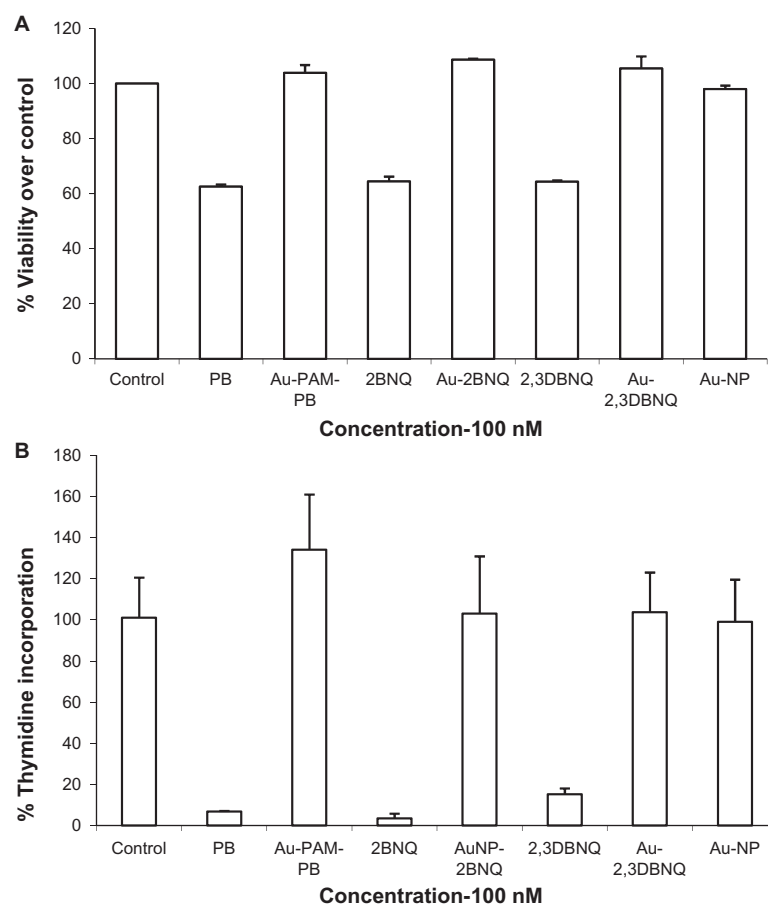 A
% Viability over control
120
100
80
60
40
20
0
Control PB Au-PAM- 2BNQ Au-2BNQ 2,3DBNQ Au- Au-NP
PB 2,3DBNQ
Concentration-100 nM
B
% Thymidine incorporation
180
160
140
120
100
80
60
40
20
0
Control PB Au-PAM- 2BNQ AuNP- 2,3DBNQ Au- Au-NP
PB 2BNQ 2,3DBNQ
Concentration-100 nM